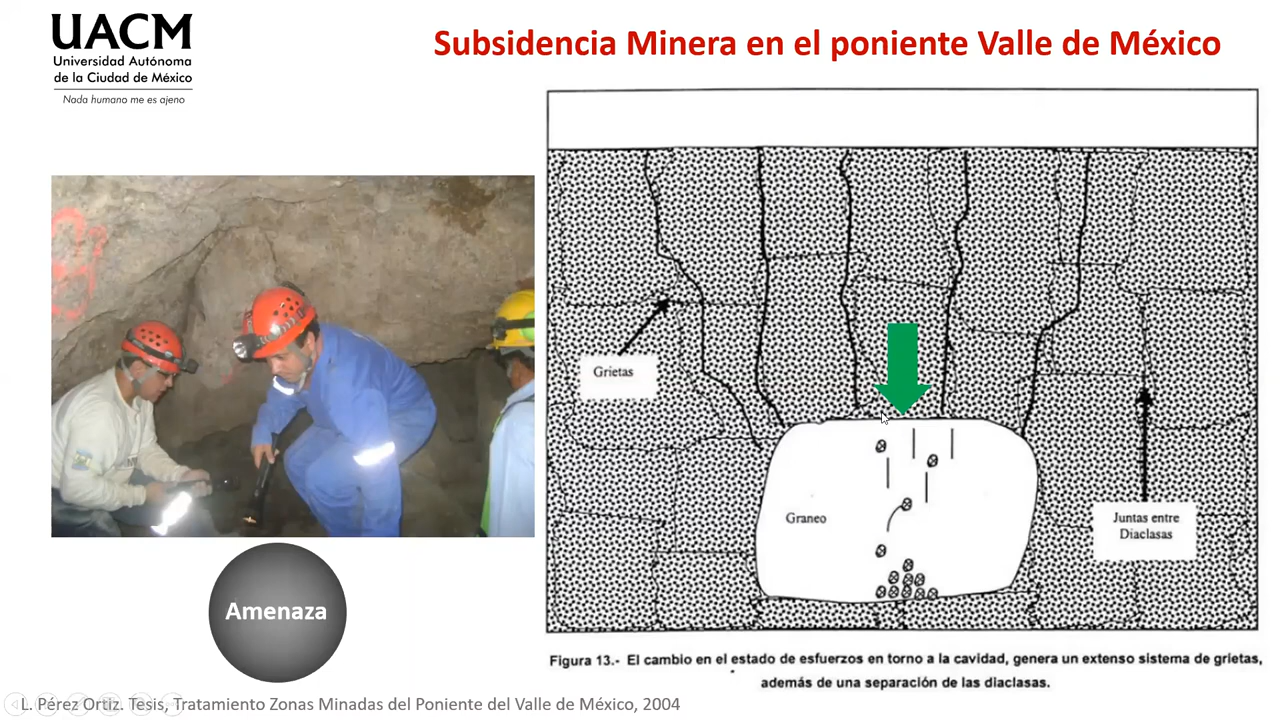 UACM
Universidad Autónoma
de la Ciudad de México
Nada humano me es ajeno
Subsidencia Minera en el poniente Valle de México
Grietas
Graneo
Juntas entre
Diaclasas
Amenaza
Figura 13.- El cambio en el estado de esfuerzos en torno a la cavidad, genera un extenso sistema de grietas,
además de una separación de las diaclasas.
L. Pérez Ortiz. Tesis, Tratamiento Zonas Minadas del Poniente del Valle de México, 2004